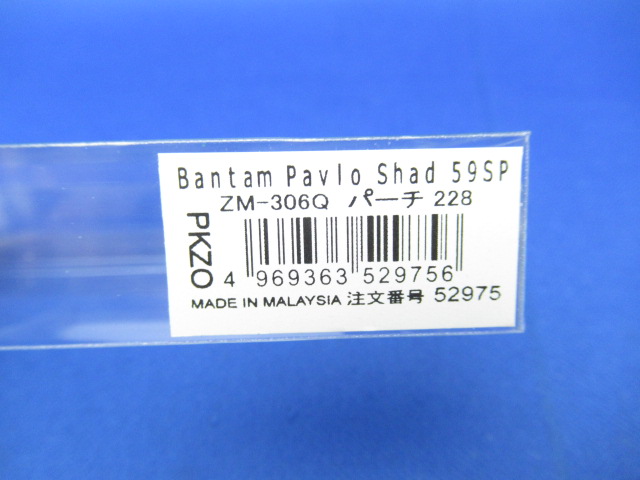 Bantam Pavlo Shad 59SP
ZM-306Q パーチ 228
PKZO
4 969363 529756
MADE IN MALAYSIA 注文番号 52975